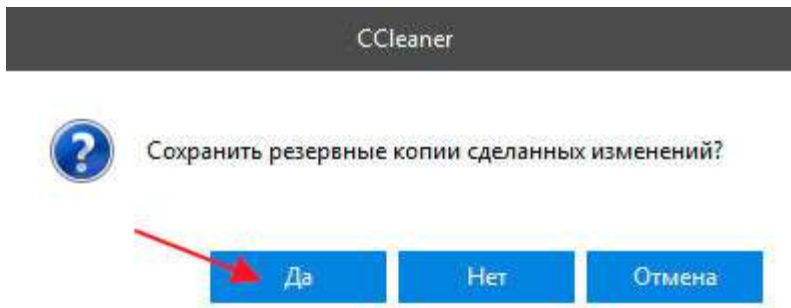 CCleaner
Сохранить резервные копии сделанных изменений?
Да Нет Отмена